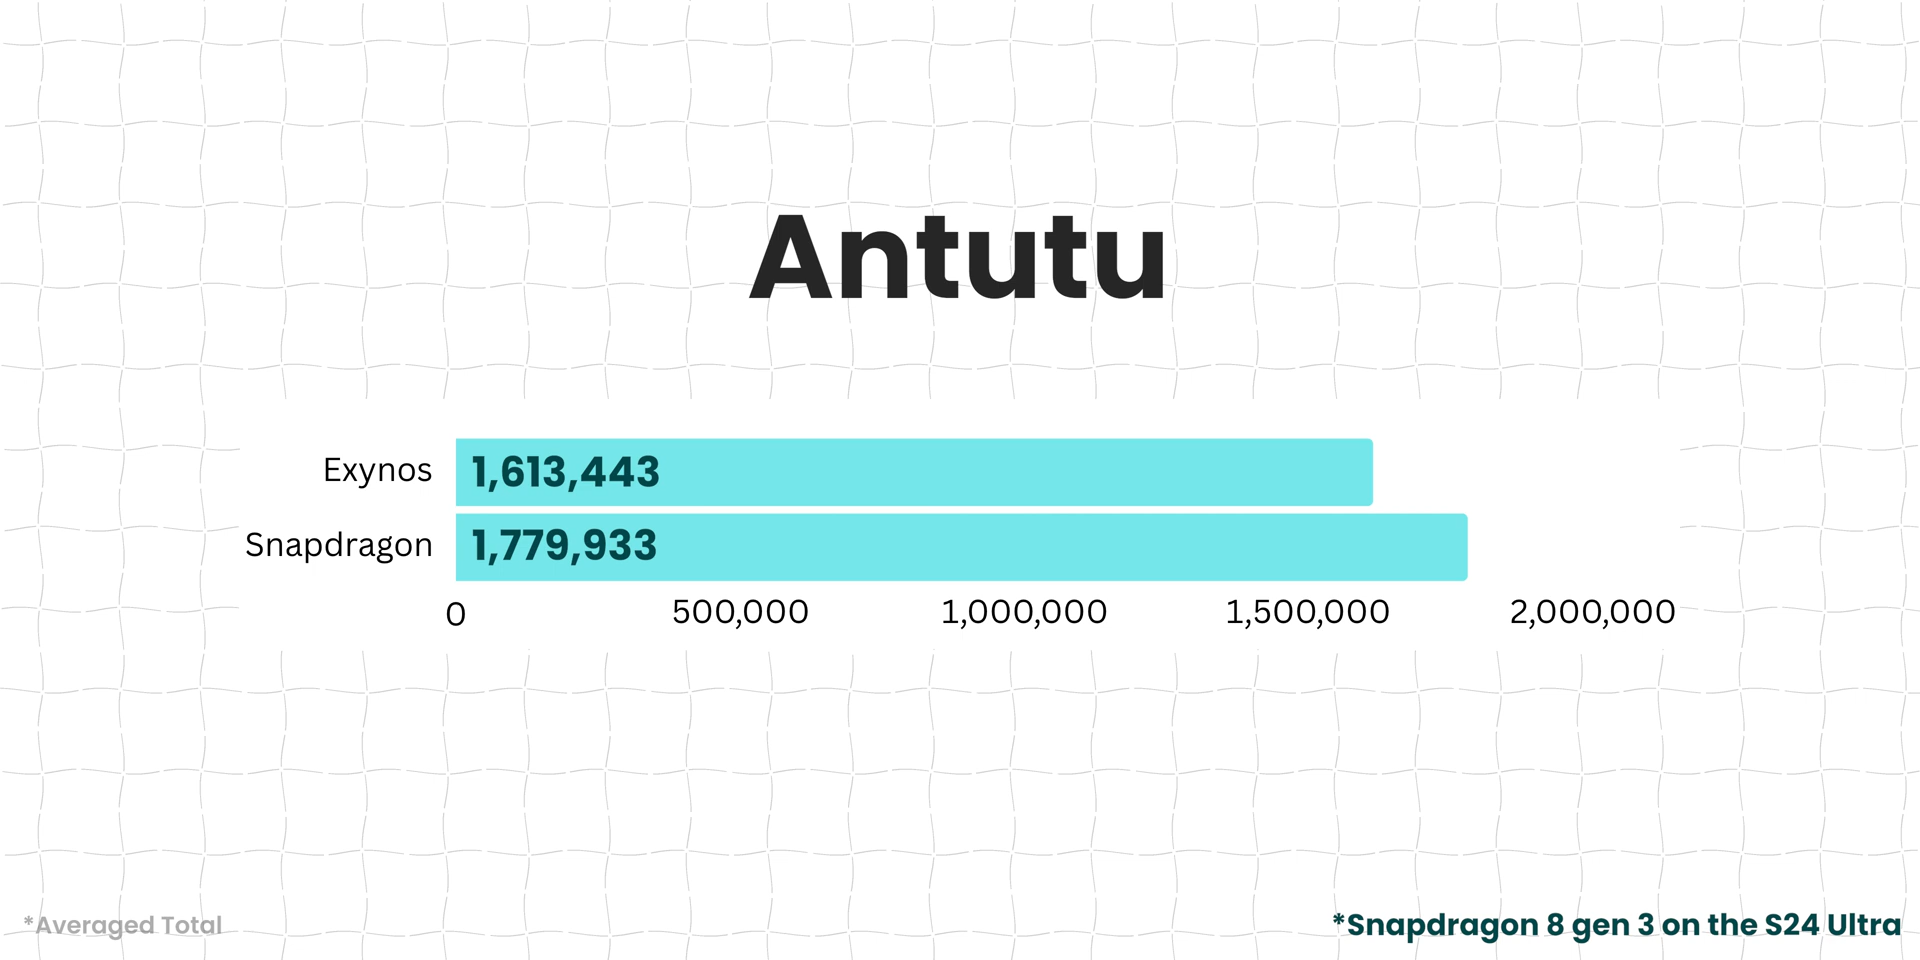 Antutu
Exynos
1,613,443
Snapdragon
1,779,933
0 500,000 1,000,000 1,500,000 2,000,000
*Averaged Total
*Snapdragon 8 gen 3 on the S24 Ultra